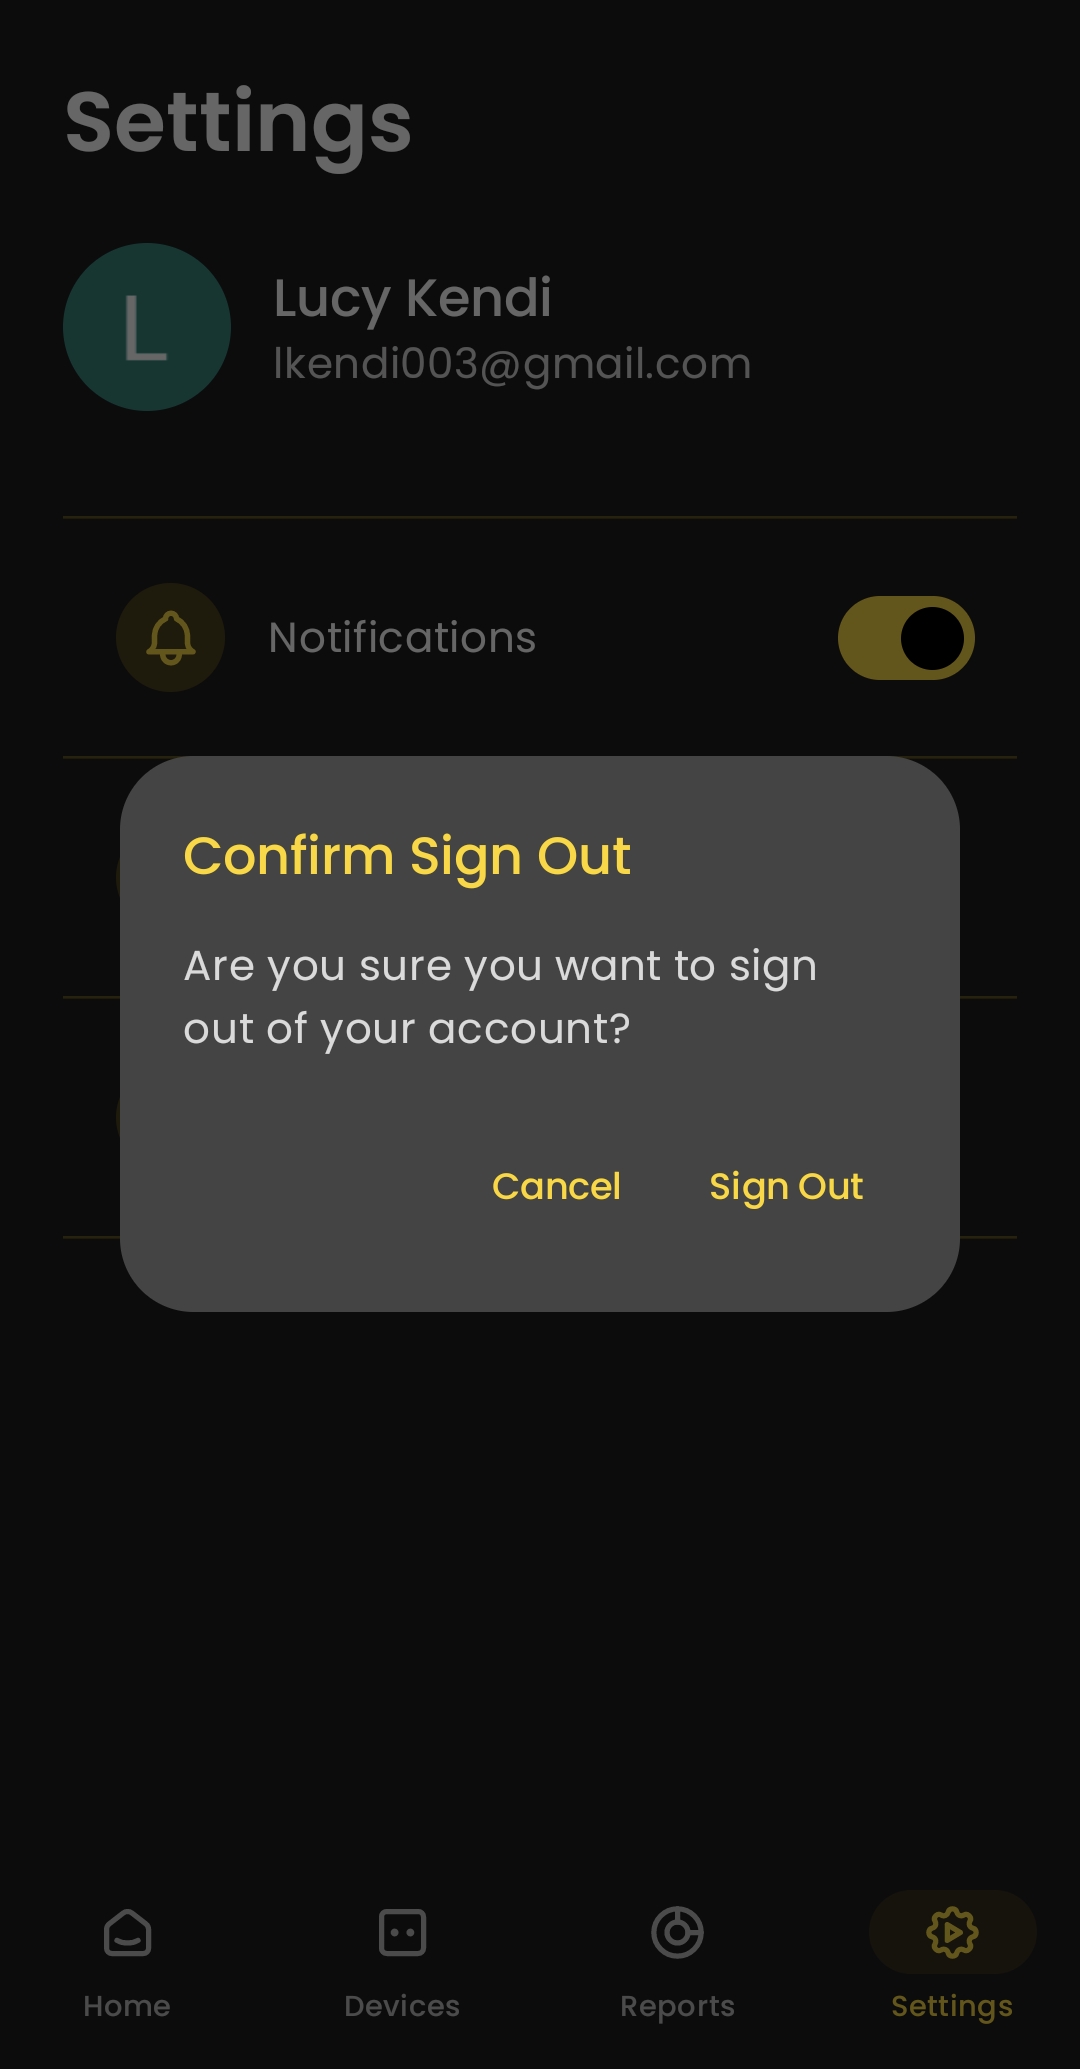 Settings
L
Lucy Kendi
lkendi003@gmail.com
Notifications
Confirm Sign Out
Are you sure you want to sign
out of your account?
Cancel Sign Out
Home Devices Reports Settings